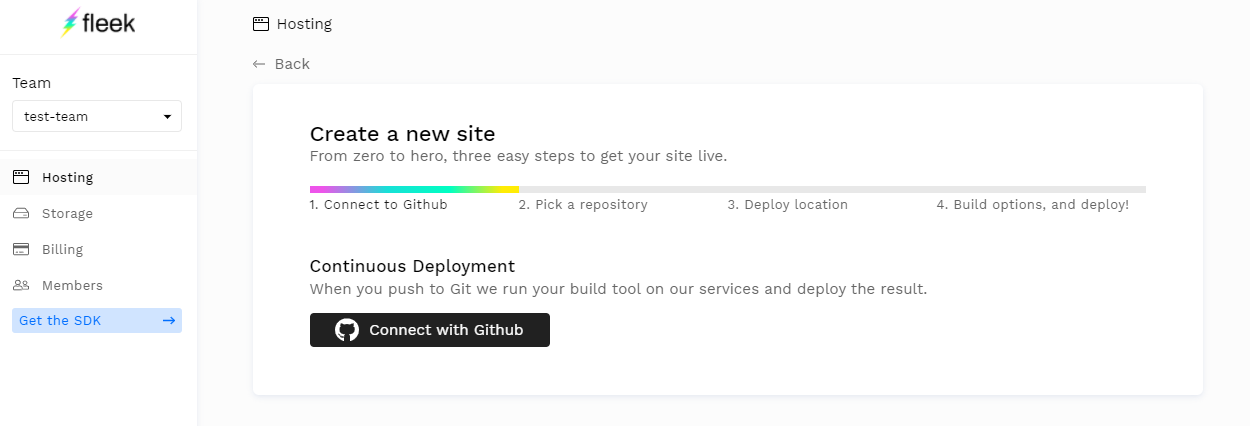 fleek
Team
test-team
Hosting
Storage
Billing
Members
Get the SDK
Hosting
Back
Create a new site
From zero to hero, three easy steps to get your site live.
1. Connect to Github 2. Pick a repository 3. Deploy location 4. Build options, and deploy!
Continuous Deployment
When you push to Git we run your build tool on our services and deploy the result.
Connect with Github